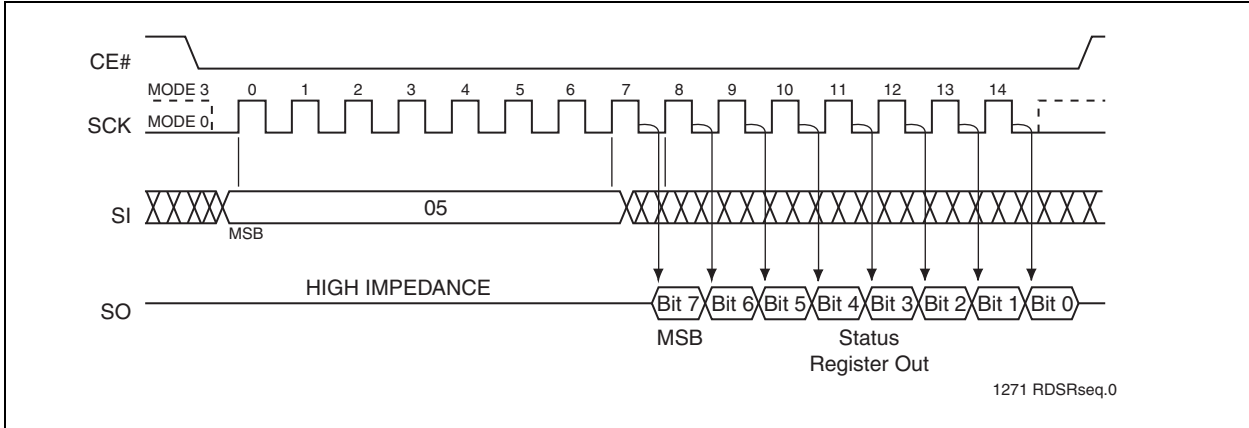 CE#
MODE 3 0 1 2 3 4 5 6 7 8 9 10 11 12 13 14
SCK MODE 0
SI 05
MSB
HIGH IMPEDANCE
SO Bit 7 Bit 6 Bit 5 Bit 4 Bit 3 Bit 2 Bit 1 Bit 0
MSB Status
Register Out
1271 RDSRseq.0